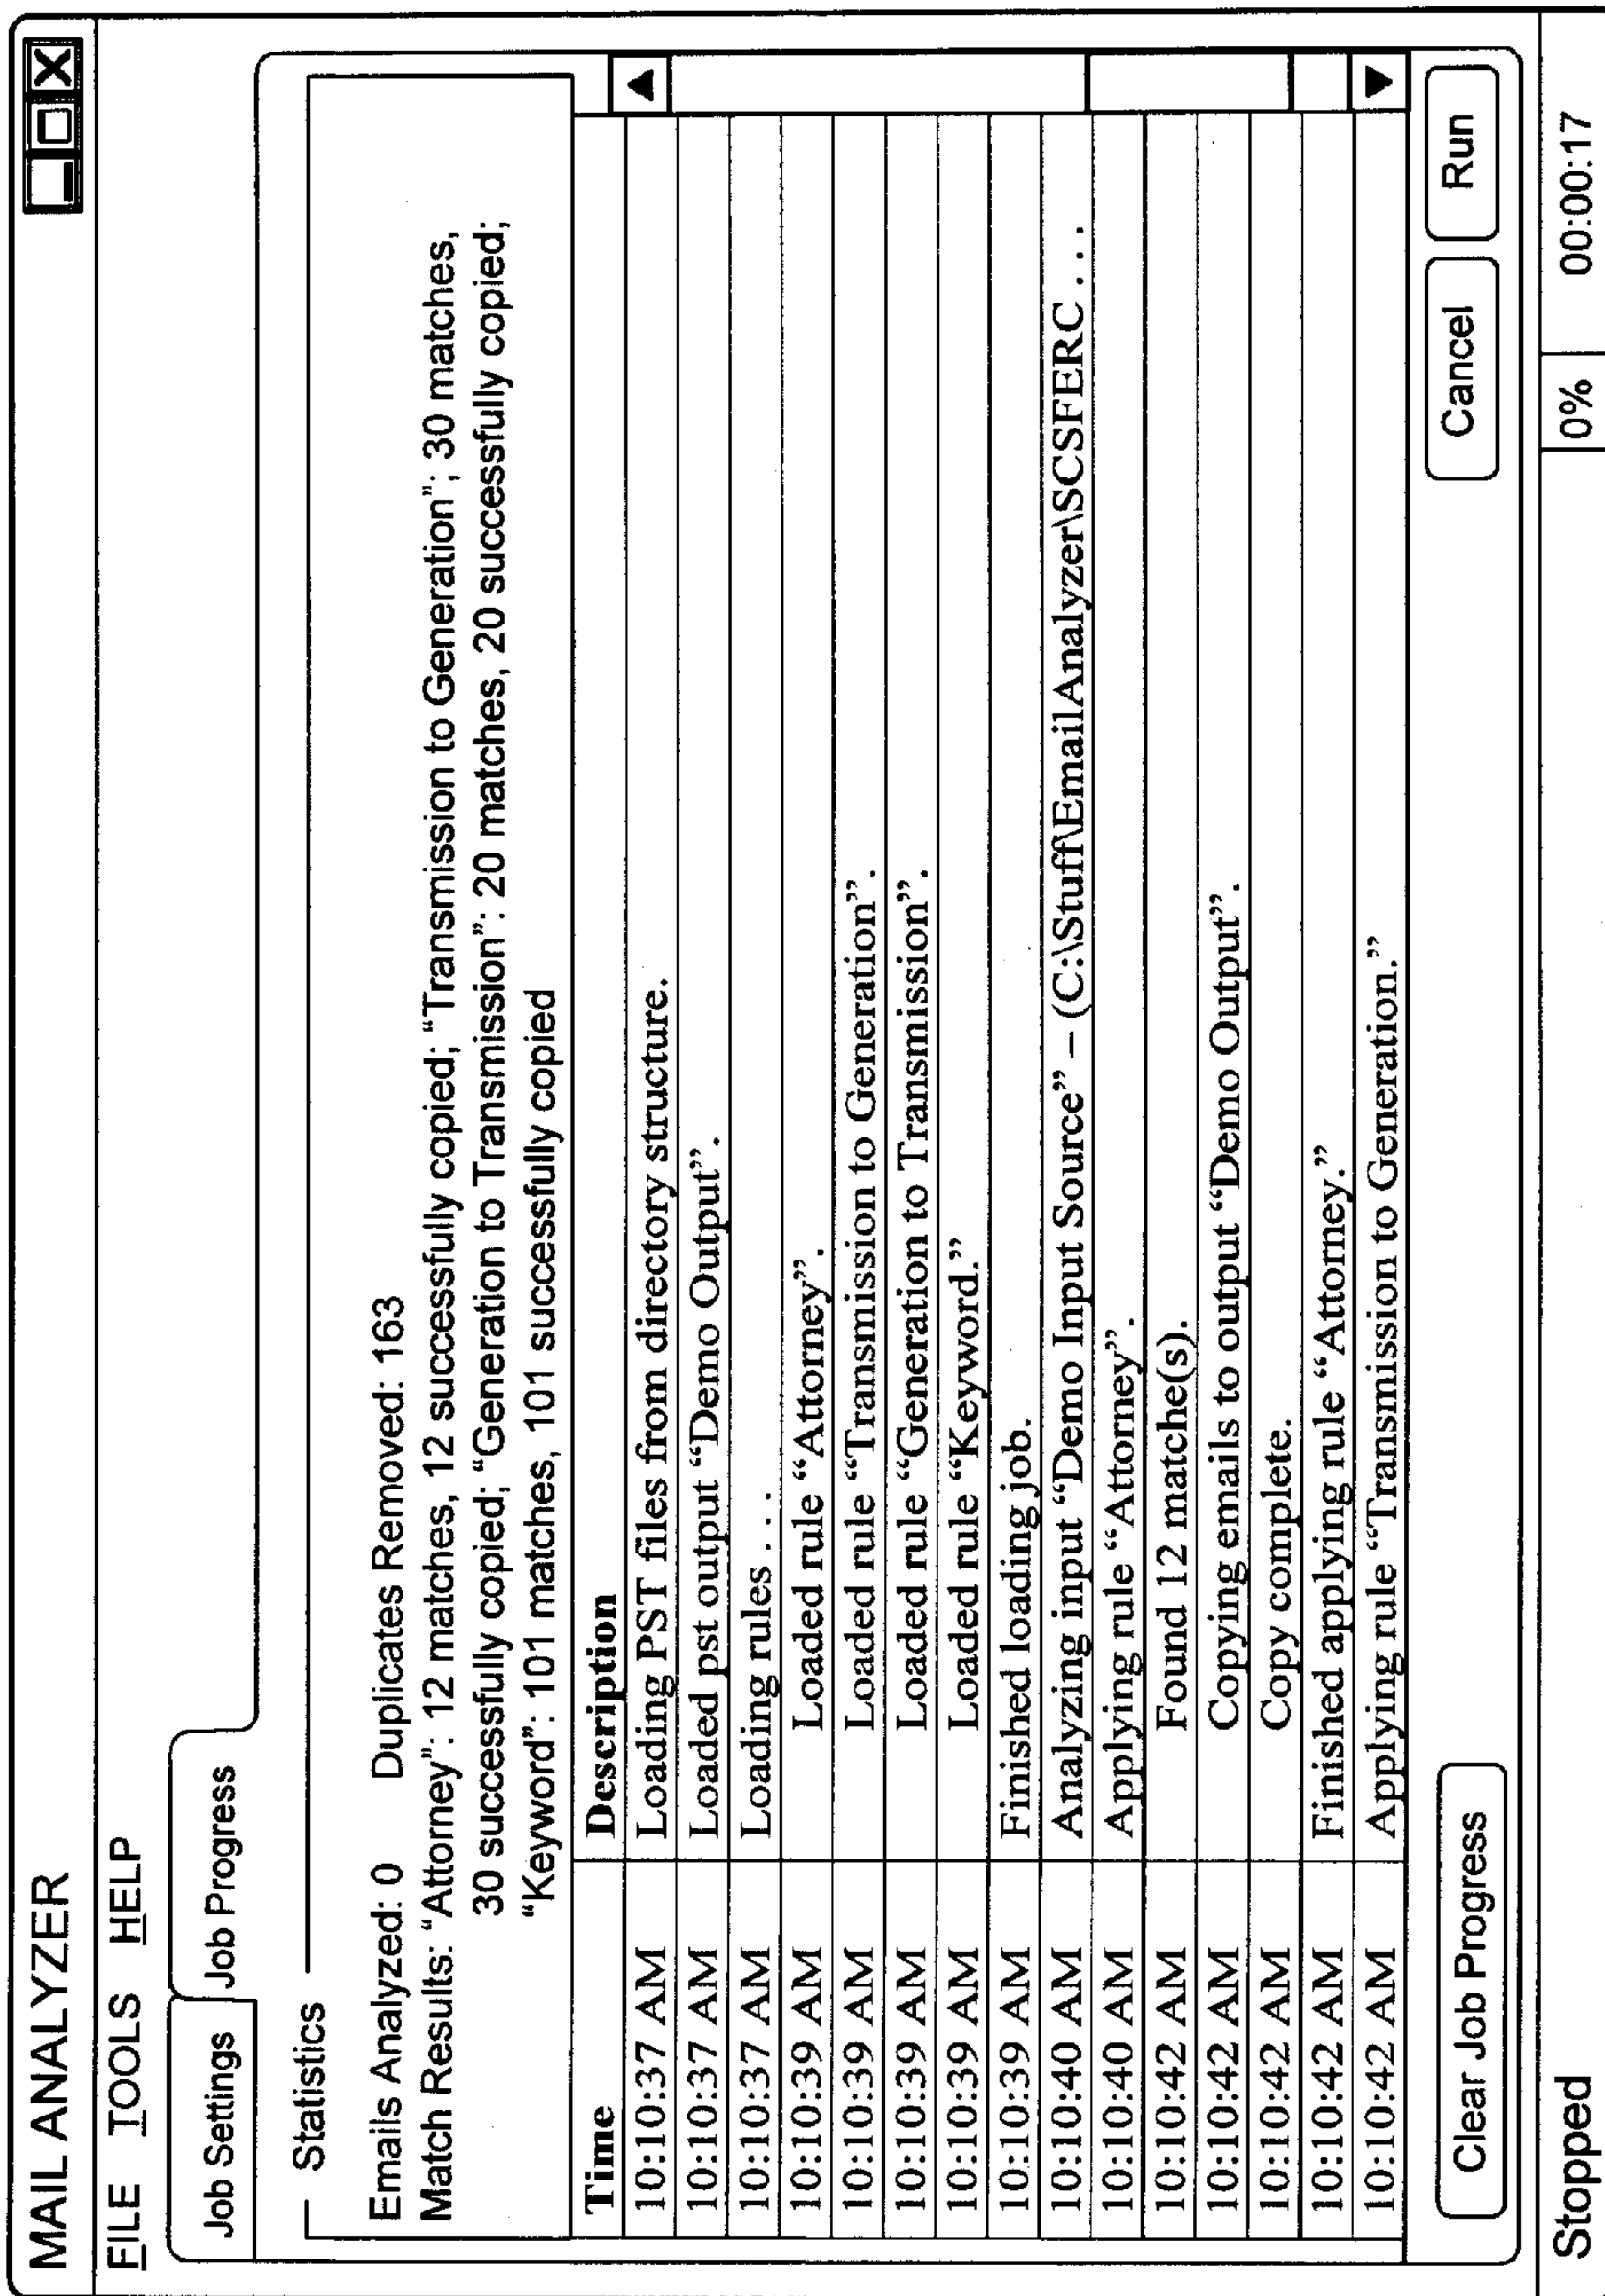 MAIL ANALYZER
FILE TOOLS HELP
Job Settings Job Progress
Statistics
Emails Analyzed: 0 Duplicates Removed: 163
Match Results: “Attorney”: 12 matches, 12 successfully copied; “Transmission to Generation”; 30 matches,
30 successfully copied; “Generation to Transmission”: 20 matches, 20 successfully copied;
“Keyword”: 101 matches, 101 successfully copied
Time Description
10:10:37 AM Loading PST files from directory structure.
10:10:37 AM Loaded pst output “Demo Output”.
10:10:37 AM Loading rules . . .
10:10:39 AM Loaded rule “Attorney”.
10:10:39 AM Loaded rule “Transmission to Generation”.
10:10:39 AM Loaded rule “Generation to Transmission”.
10:10:39 AM Loaded rule “Keyword.”
10:10:39 AM Finished loading job.
10:10:40 AM Analyzing input “Demo Input Source” – (C:\Stuff\EmailAnalyzer\SCSFERC . . .
10:10:40 AM Applying rule “Attorney”.
10:10:42 AM Found 12 matche(s).
10:10:42 AM Copying emails to output “Demo Output”.
10:10:42 AM Copy complete.
10:10:42 AM Finished applying rule “Attorney.”
10:10:42 AM Applying rule “Transmission to Generation.”
Clear Job Progress Cancel Run
Stopped 0% 00:00:17